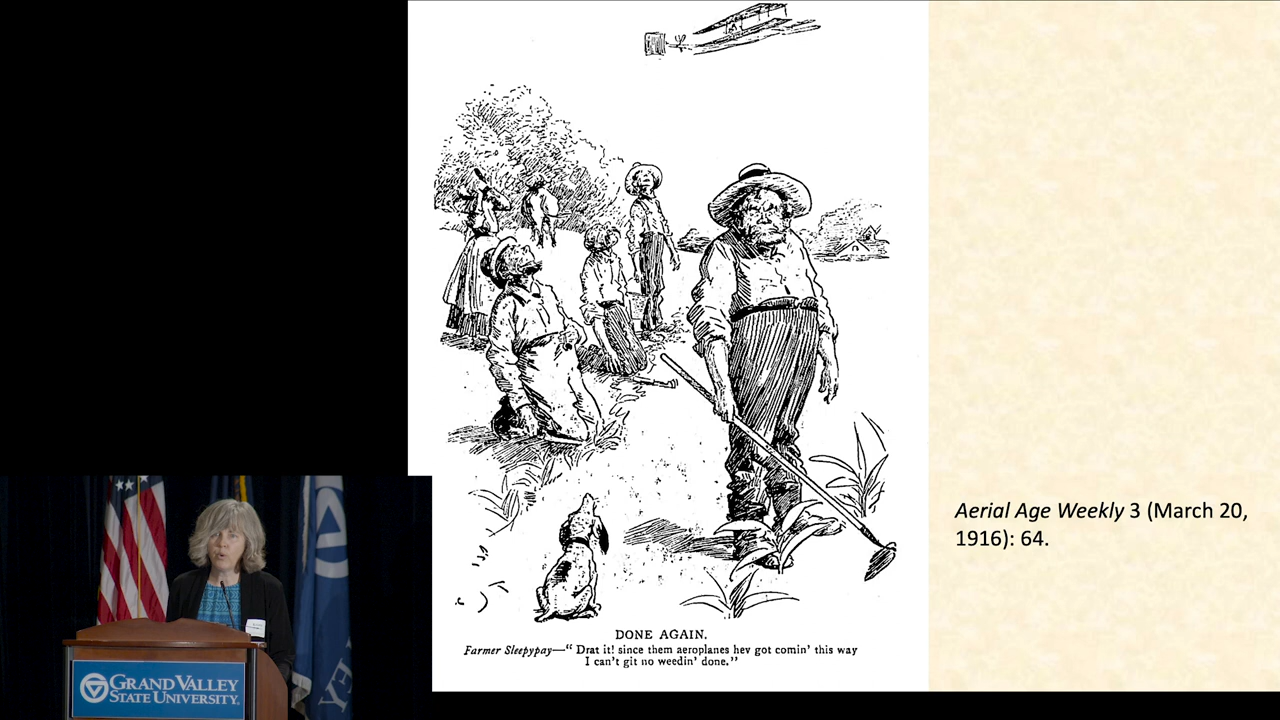 DONE AGAIN.
Farmer Sleepypay—“ Drat it! since them aeroplanes hev got comin’ this way
I can’t git no weedin’ done.”
Aerial Age Weekly 3 (March 20,
1916): 64.
GRAND VALLEY
STATE UNIVERSITY.